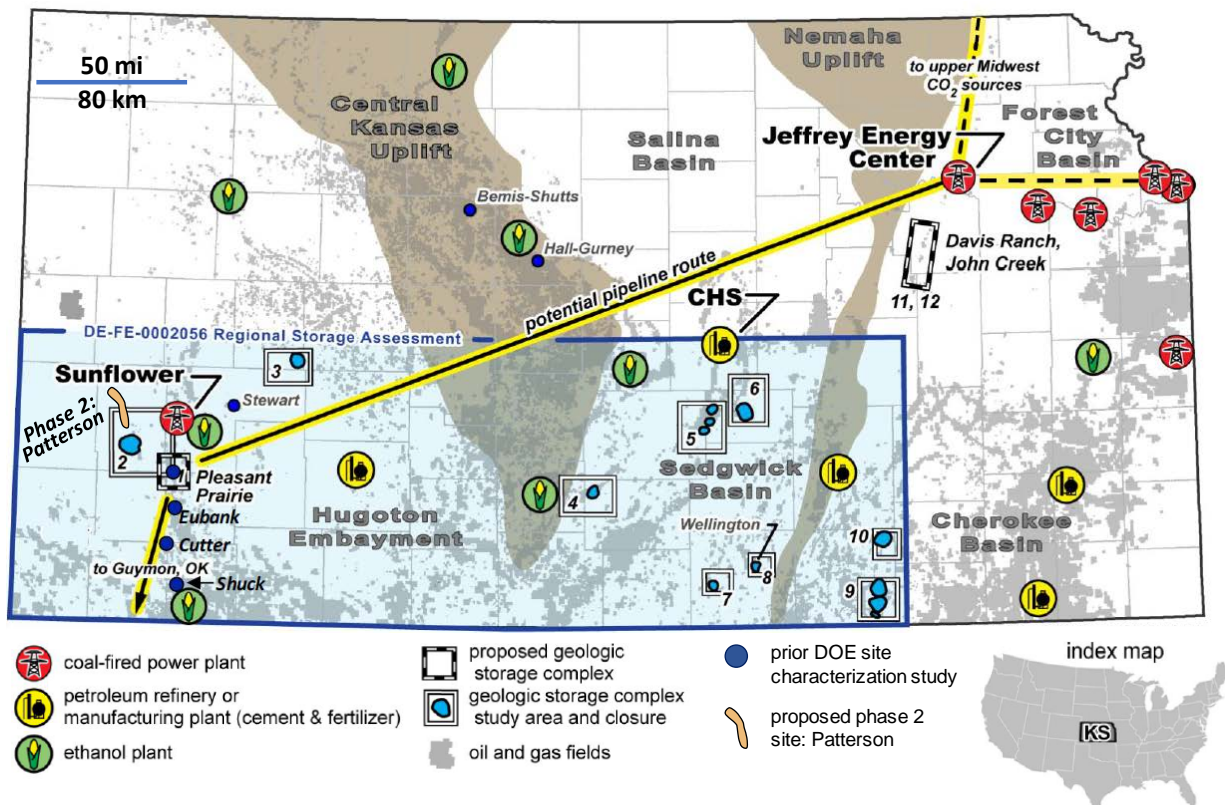 50 mi
80 km
Central
Kansas
Uplift
Nemaha
Uplift
to upper Midwest
CO2 sources
Forest
City
Basin
Salina
Basin
Jeffrey Energy
Center
Bemis-Shutts
Hall-Gurney
Davis Ranch,
John Creek
11, 12
potential pipeline route
CHS
DE-FE-0002056 Regional Storage Assessment
Sunflower
3
Stewart
Phase 2:
Patterson
2
1
Pleasant
Prairie
Eubank
Cutter
to Guymon, OK
Shuck
Hugoton
Embayment
4
5
6
Sedgwick
Basin
Wellington
7
8
10
9
Cherokee
Basin
coal-fired power plant
petroleum refinery or
manufacturing plant (cement & fertilizer)
ethanol plant
proposed geologic
storage complex
geologic storage complex
study area and closure
oil and gas fields
prior DOE site
characterization study
proposed phase 2
site: Patterson
index map
KS